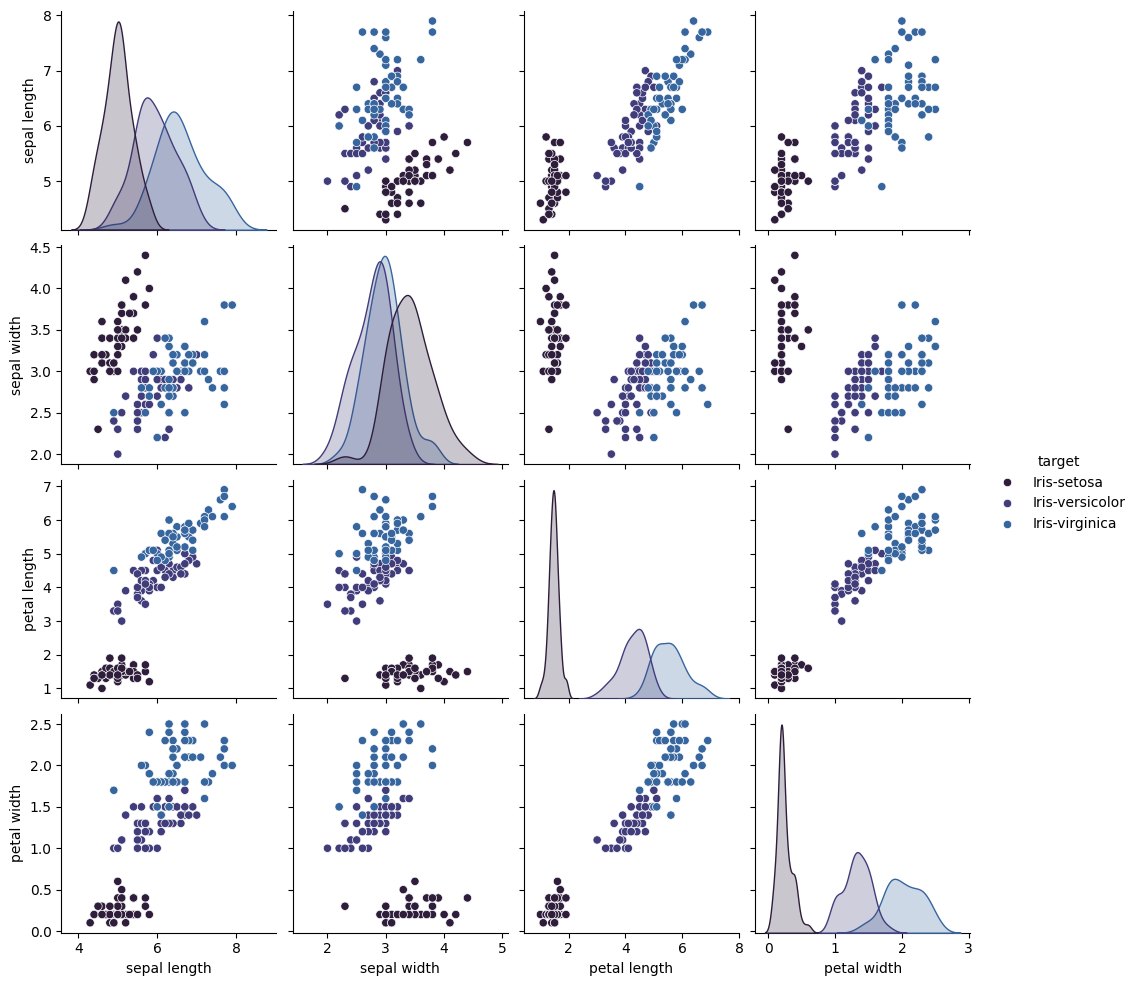 8
7
6
5
sepal length
4.5
4.0
3.5
3.0
2.5
2.0
sepal width
target
Iris-setosa
Iris-versicolor
Iris-virginica
7
6
5
4
3
2
1
petal length
2.5
2.0
1.5
1.0
0.5
0.0
petal width
4 6 8
2 3 4 5
2 4 6 8
0 1 2 3
sepal length
sepal width
petal length
petal width